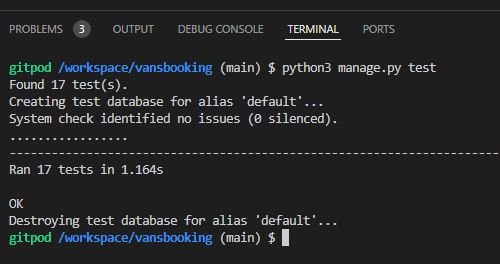 PROBLEMS 3 OUTPUT DEBUG CONSOLE TERMINAL PORTS
gitpod /workspace/vansbooking (main) $ python3 manage.py test
Found 17 test(s).
Creating test database for alias 'default'...
System check identified no issues (0 silenced).
.................
----------------------------------------------------------------------
Ran 17 tests in 1.164s
OK
Destroying test database for alias 'default'...
gitpod /workspace/vansbooking (main) $